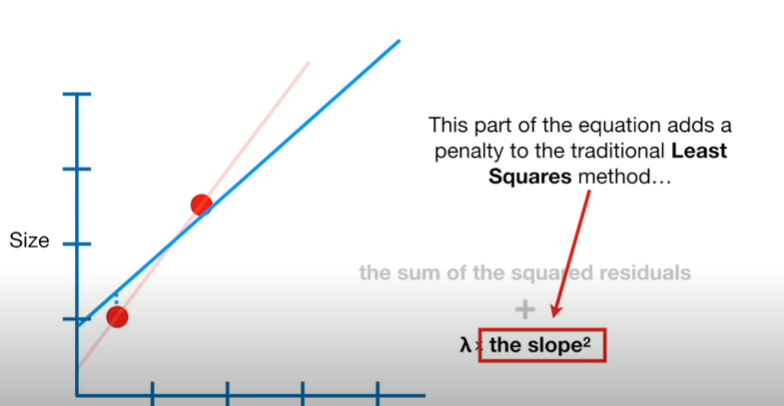 This part of the equation adds a
penalty to the traditional Least
Squares method…
Size
the sum of the squared residuals
+
λ × the slope²